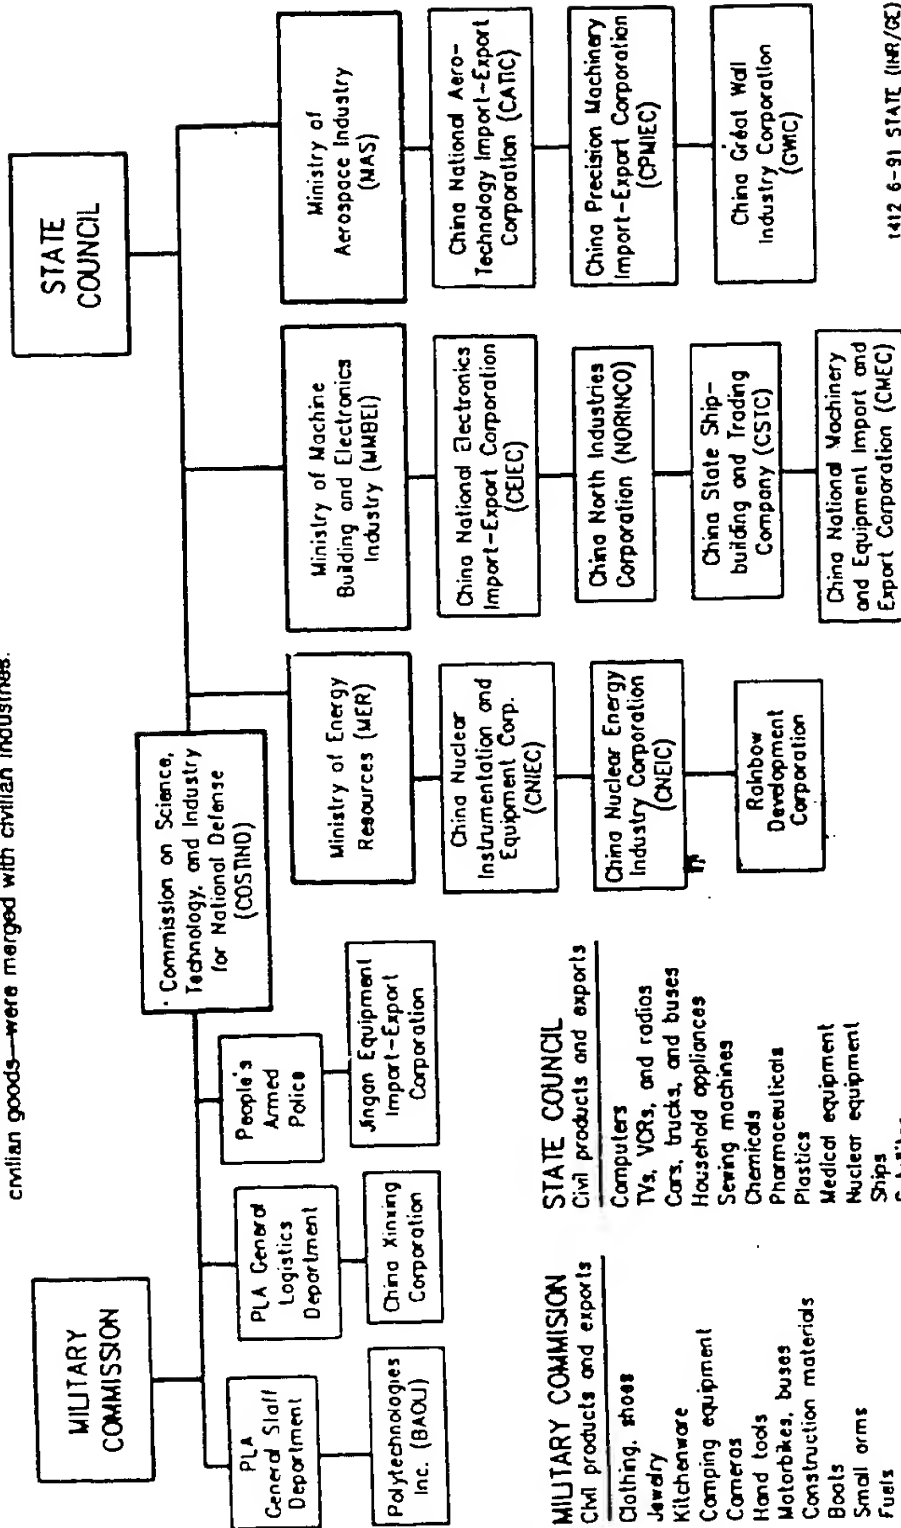 civilian goods—were merged with civilian industries.
MILITARY
COMMISSION
STATE
COUNCIL
Commission on Science,
Technology, and Industry
for National Defense
(COSTIND)
PLA
General Staff
Department
PLA General
Logistics
Department
People's
Armed
Police
Polytechnologies
Inc. (BAOLI)
China Xinxing
Corporation
Jingan Equipment
Import-Export
Corporation
Ministry of Energy
Resources (MER)
China Nuclear
Instrumentation and
Equipment Corp.
(CNIEC)
China Nuclear Energy
Industry Corporation
(CNEIC)
Rainbow
Development
Corporation
Ministry of Machine
Building and Electronics
Industry (MMBEI)
China National Electronics
Import-Export Corporation
(CEIEC)
China North Industries
Corporation (NORINCO)
China State Ship-
building and Trading
Company (CSTC)
China National Machinery
and Equipment Import and
Export Corporation (CMEC)
Ministry of
Aerospace Industry
(MAS)
China National Aero-
Technology Import-Export
Corporation (CATIC)
China Precision Machinery
Import-Export Corporation
(CPMIEC)
China Great Wall
Industry Corporation
(GWIC)
MILITARY COMMISION
Civil products and exports
Clothing, shoes
Jewelry
Kitchenware
Camping equipment
Cameras
Hand tools
Motorbikes, buses
Construction materials
Boats
Small arms
Fuels
STATE COUNCIL
Civil products and exports
Computers
TVs, VCRs, and radios
Cars, trucks, and buses
Household appliances
Sewing machines
Chemicals
Pharmaceuticals
Plastics
Medical equipment
Nuclear equipment
Ships
1412 6-91 STATE (INR/GE)